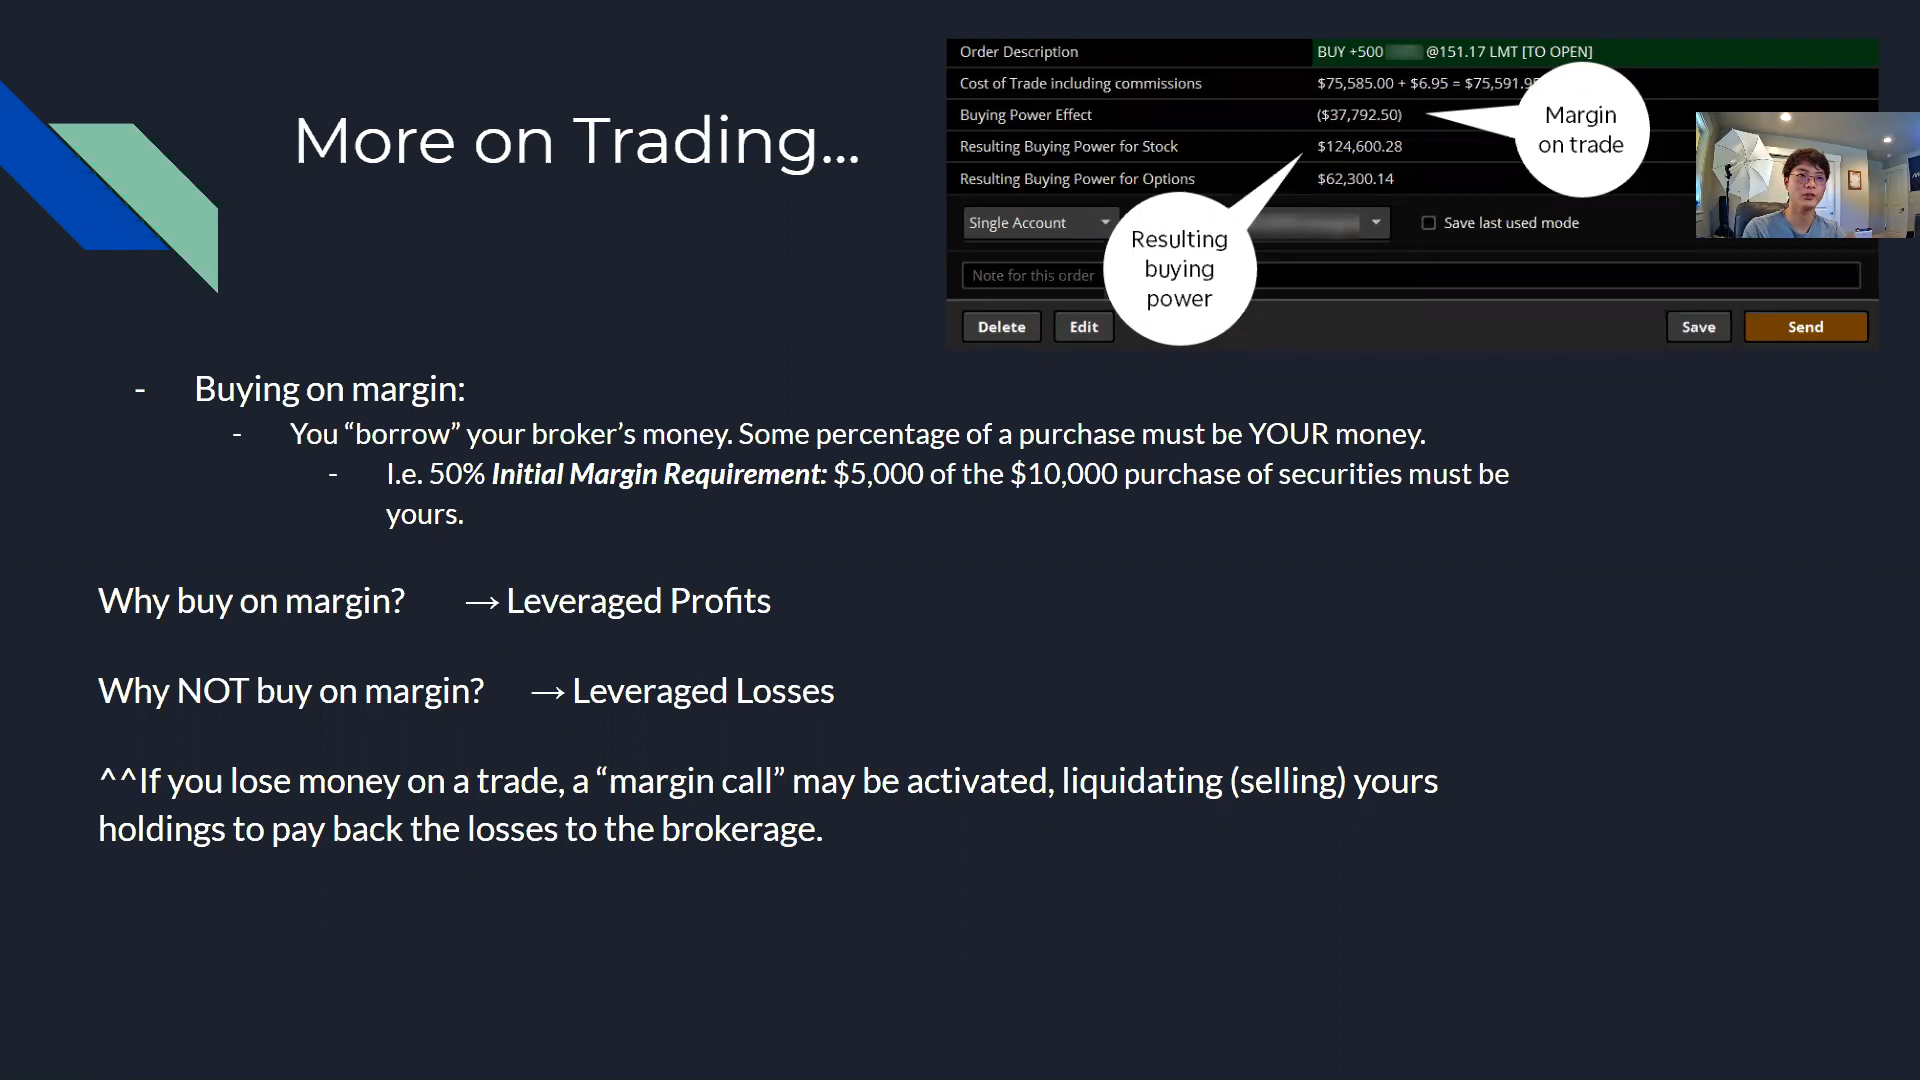 More on Trading...
Order Description BUY +500 @151.17 LMT [TO OPEN]
Cost of Trade including commissions $75,585.00 + $6.95 = $75,591.95
Buying Power Effect ($37,792.50)
Resulting Buying Power for Stock $124,600.28
Resulting Buying Power for Options $62,300.14
Margin
on trade
Resulting
buying
power
Single Account
Save last used mode
Note for this order
Delete Edit Save Send
- Buying on margin:
- You “borrow” your broker’s money. Some percentage of a purchase must be YOUR money.
- I.e. 50% Initial Margin Requirement: $5,000 of the $10,000 purchase of securities must be
yours.
Why buy on margin? → Leveraged Profits
Why NOT buy on margin? → Leveraged Losses
^^If you lose money on a trade, a “margin call” may be activated, liquidating (selling) yours
holdings to pay back the losses to the brokerage.